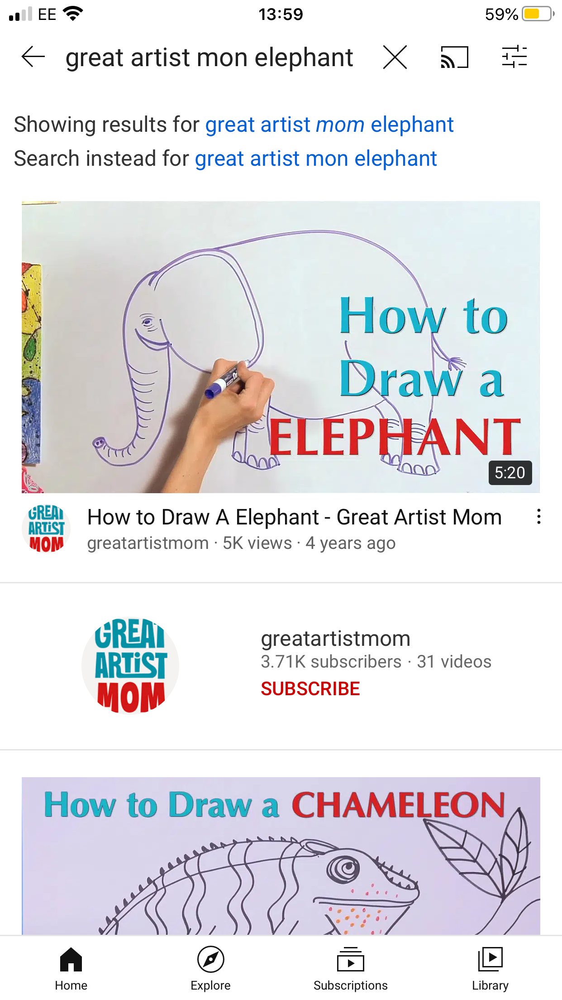 EE 13:59 59%
great artist mon elephant
Showing results for great artist mom elephant
Search instead for great artist mon elephant
How to
Draw a
ELEPHANT
5:20
GREAT
ARTiST
MOM
How to Draw A Elephant - Great Artist Mom
greatartistmom · 5K views · 4 years ago
GREAT
ARTiST
MOM
greatartistmom
3.71K subscribers · 31 videos
SUBSCRIBE
How to Draw a CHAMELEON
Home Explore Subscriptions Library